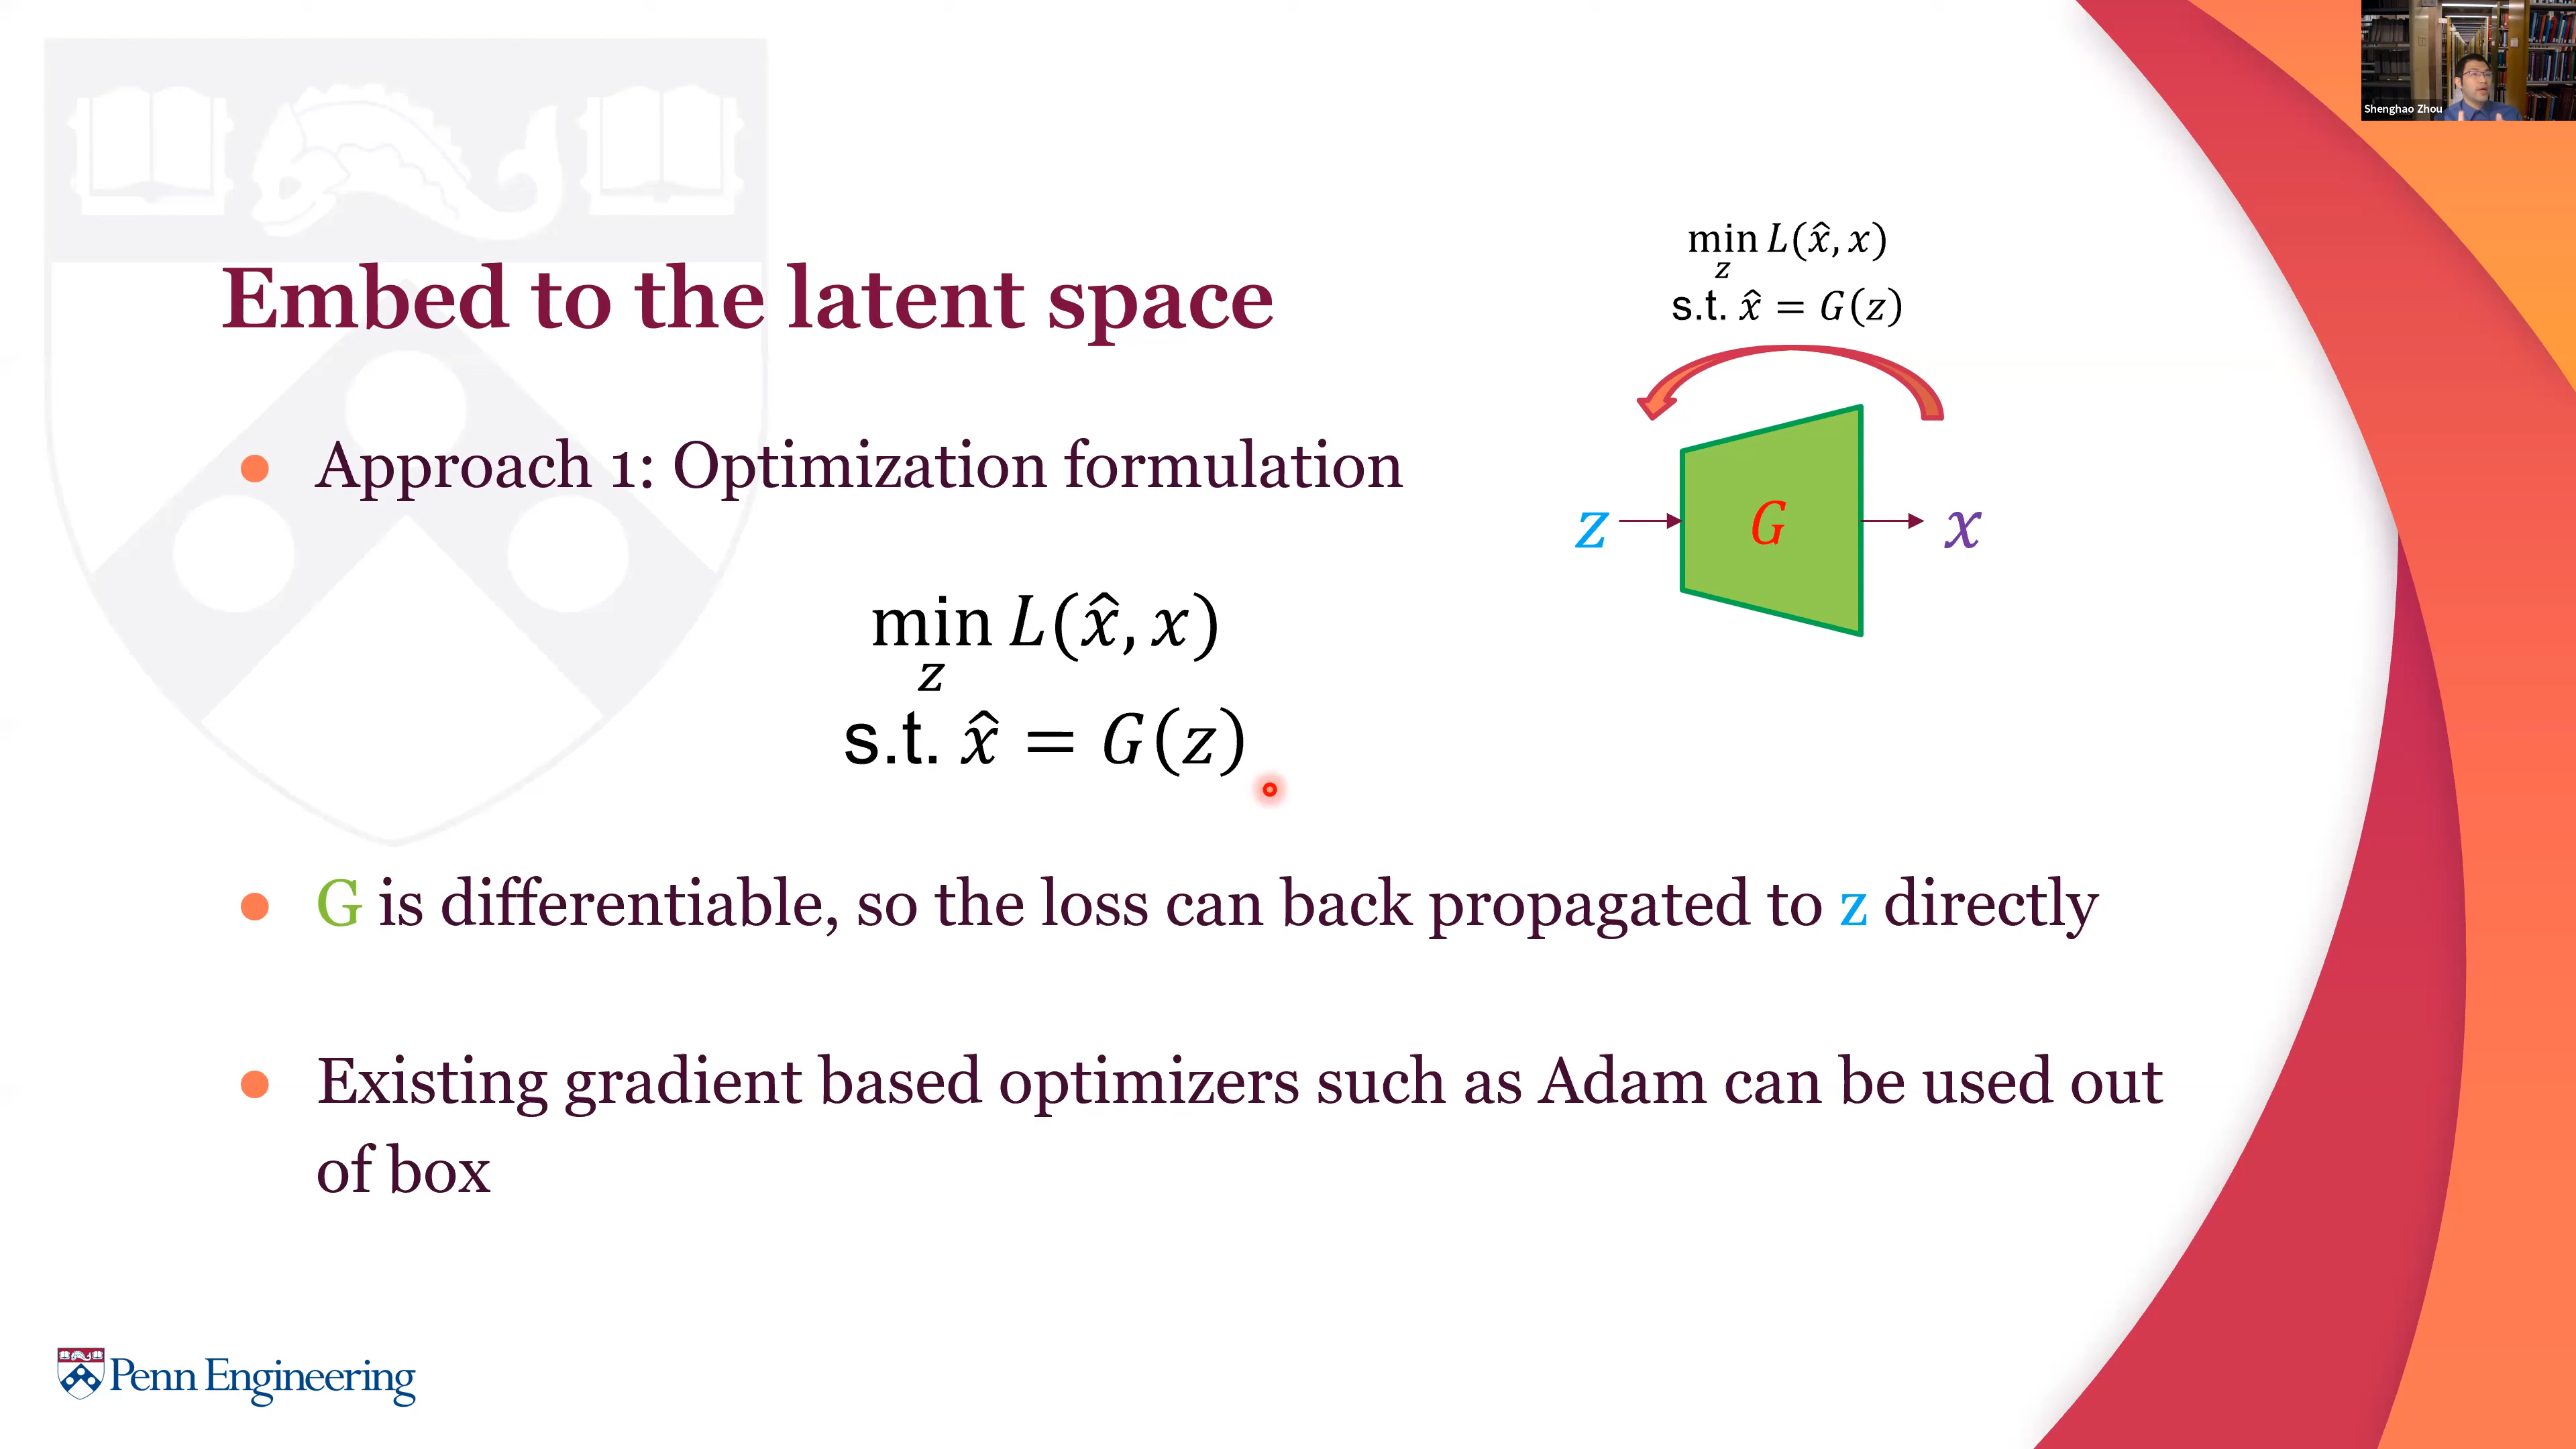 Shenghao Zhou
min L(x̂, x)
z
s.t. x̂ = G(z)
Embed to the latent space
Approach 1: Optimization formulation
z
G
x
min L(x̂, x)
z
s.t. x̂ = G(z)
G is differentiable, so the loss can back propagated to z directly
Existing gradient based optimizers such as Adam can be used out
of box
Penn Engineering